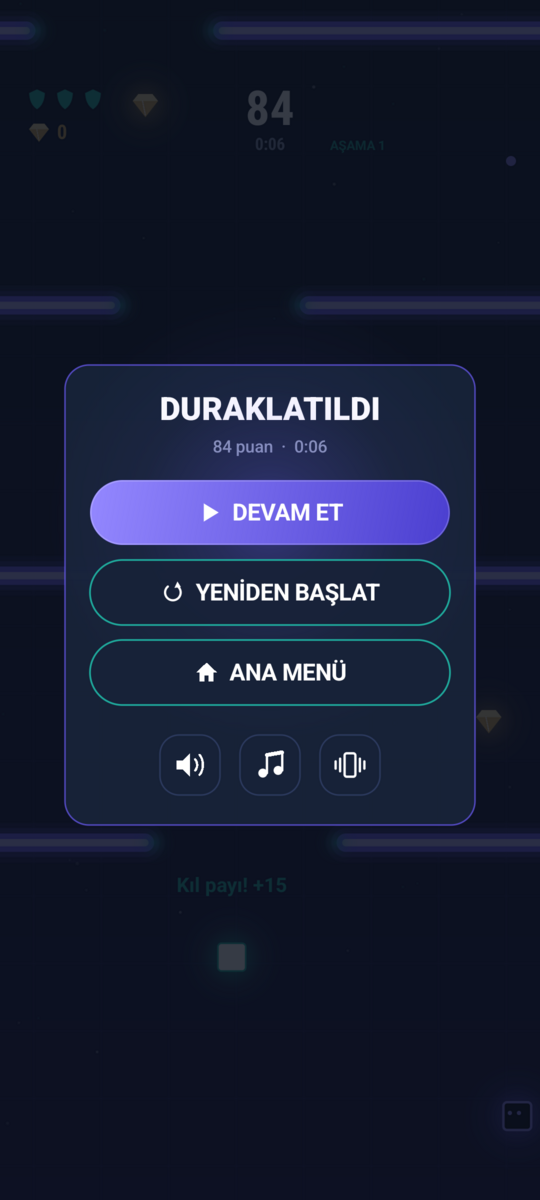 84
0
0:06
AŞAMA 1
DURAKLATILDI
84 puan · 0:06
DEVAM ET
YENİDEN BAŞLAT
ANA MENÜ
Kıl payı! +15